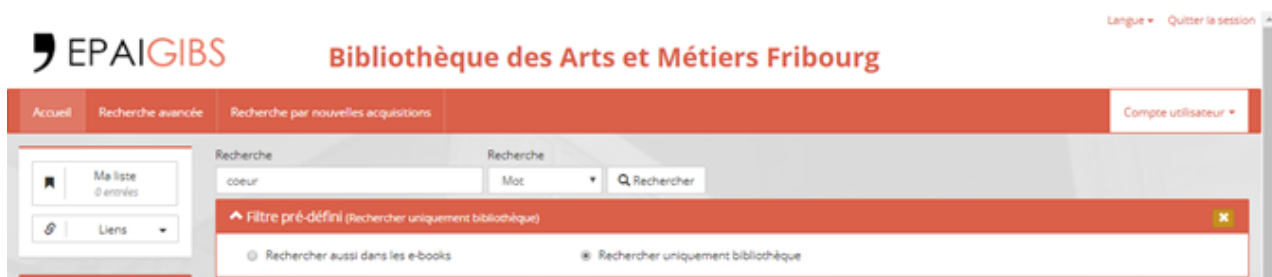 Langue Quitter la session
EPAIGIBS
Bibliothèque des Arts et Métiers Fribourg
Accueil Recherche avancée Recherche par nouvelles acquisitions Compte utilisateur
Recherche Recherche
Ma liste
0 entrées
coeur Mot Rechercher
Liens
Filtre pré-défini (Rechercher uniquement bibliothèque)
Rechercher aussi dans les e-books Rechercher uniquement bibliothèque